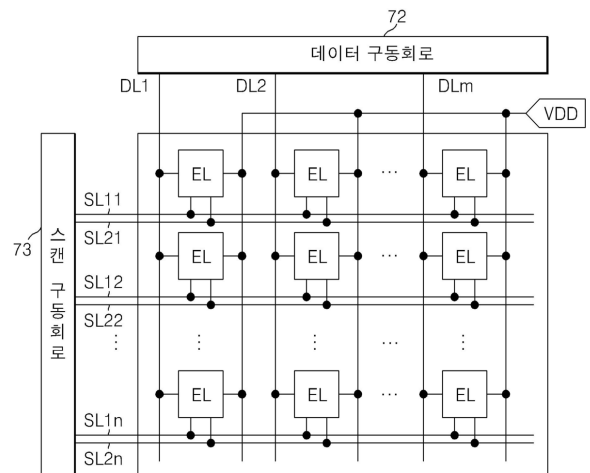 72
데이터 구동회로
DL1 DL2 DLm
VDD
EL EL ... EL
SL11
SL21
73
스캔 구동회로
EL EL ... EL
SL12
SL22
⋮ ⋮ ⋮ ... ⋮
EL EL ... EL
SL1n
SL2n